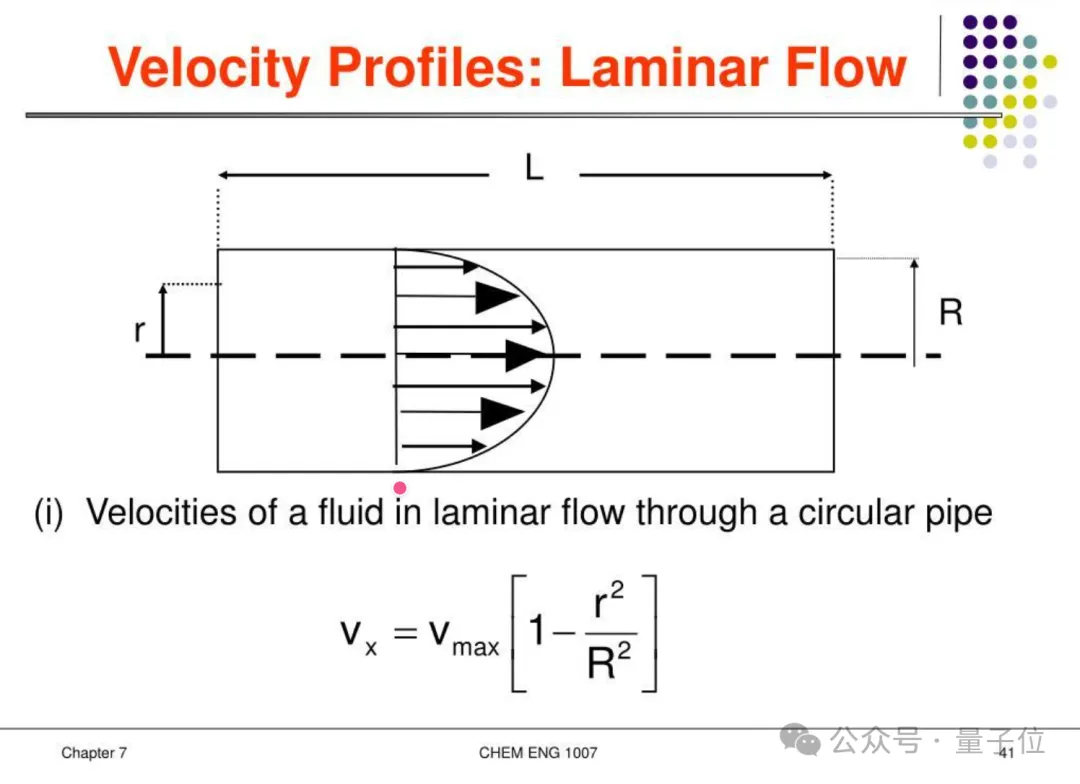 Velocity Profiles: Laminar Flow
L
r
R
(i) Velocities of a fluid in laminar flow through a circular pipe
vx = vmax [1 − r²/R²]
Chapter 7
CHEM ENG 1007
41
公众号 · 量子位